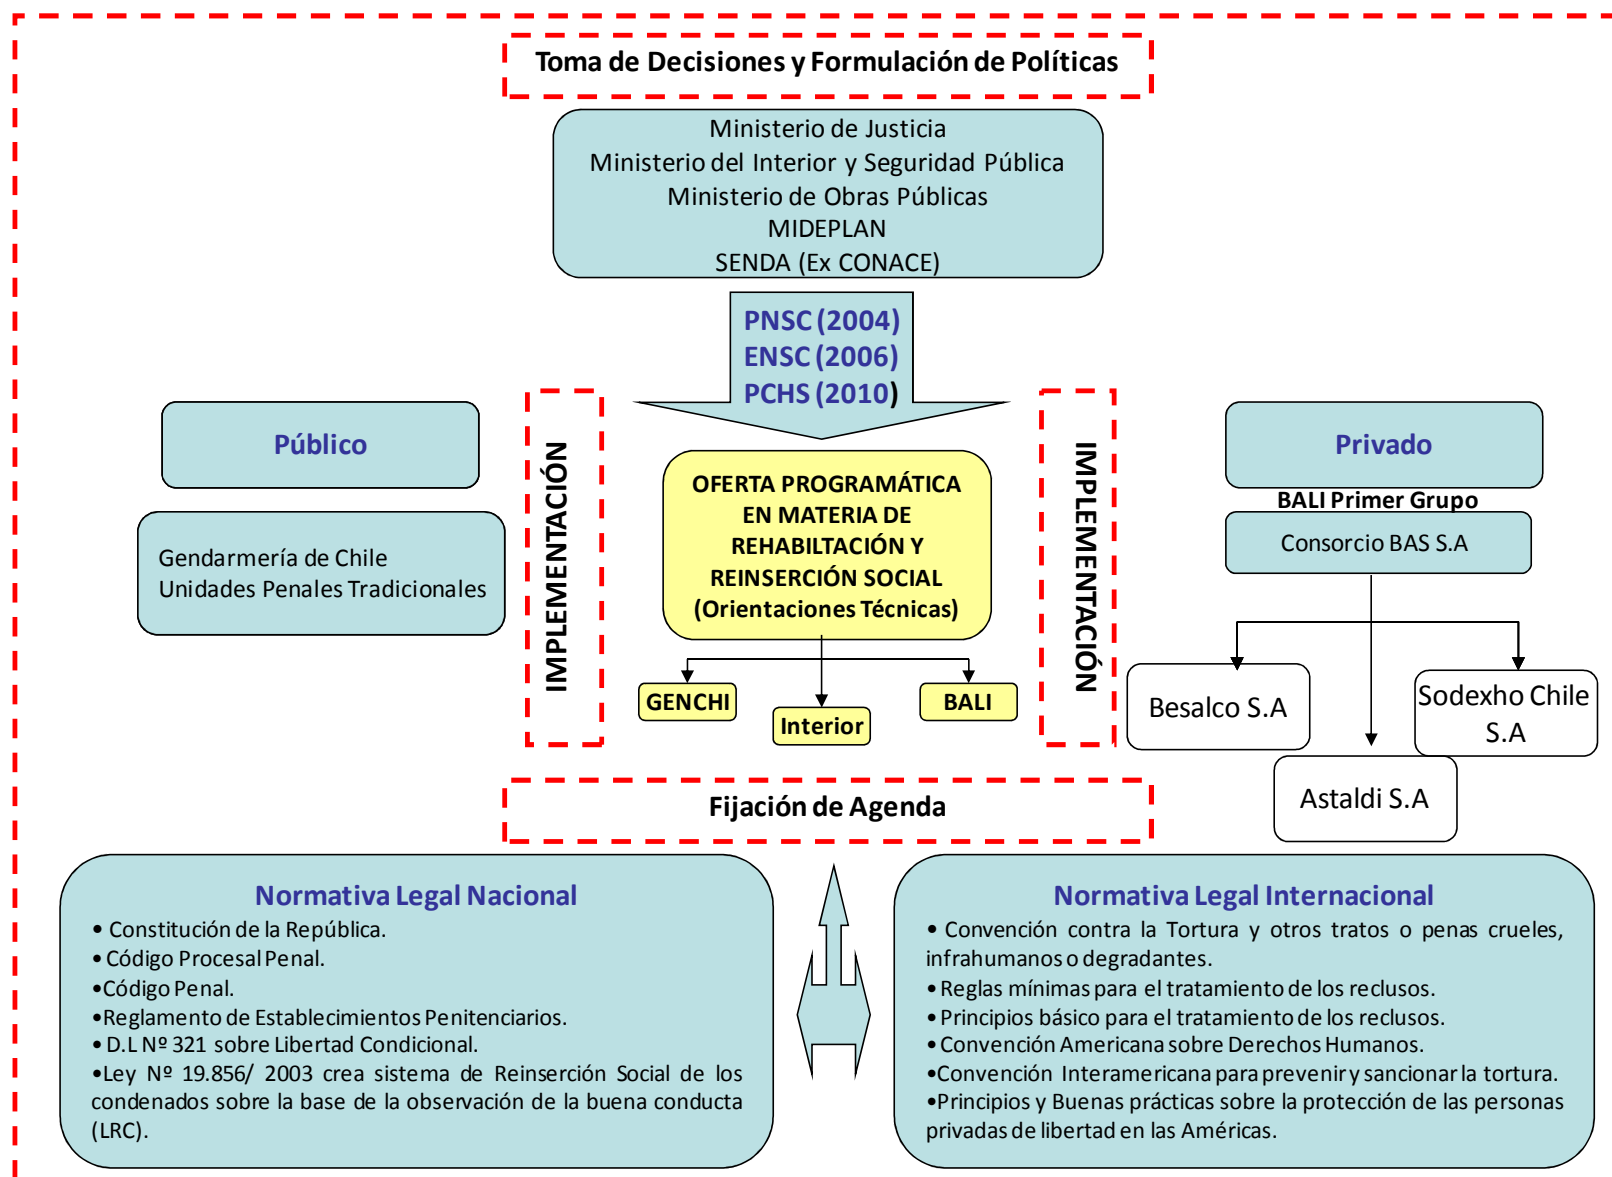 Toma de Decisiones y Formulación de Políticas
Ministerio de Justicia
Ministerio del Interior y Seguridad Pública
Ministerio de Obras Públicas
MIDEPLAN
SENDA (Ex CONACE)
PNSC (2004)
ENSC (2006)
PCHS (2010)
Público
Gendarmería de Chile
Unidades Penales Tradicionales
IMPLEMENTACIÓN
OFERTA PROGRAMÁTICA
EN MATERIA DE
REHABILTACIÓN Y
REINSERCIÓN SOCIAL
(Orientaciones Técnicas)
GENCHI
Interior
BALI
IMPLEMENTACIÓN
Privado
BALI Primer Grupo
Consorcio BAS S.A
Besalco S.A
Sodexho Chile
S.A
Astaldi S.A
Fijación de Agenda
Normativa Legal Nacional
• Constitución de la República.
• Código Procesal Penal.
•Código Penal.
•Reglamento de Establecimientos Penitenciarios.
• D.L Nº 321 sobre Libertad Condicional.
•Ley Nº 19.856/ 2003 crea sistema de Reinserción Social de los
condenados sobre la base de la observación de la buena conducta
(LRC).
Normativa Legal Internacional
• Convención contra la Tortura y otros tratos o penas crueles,
infrahumanos o degradantes.
• Reglas mínimas para el tratamiento de los reclusos.
• Principios básico para el tratamiento de los reclusos.
• Convención Americana sobre Derechos Humanos.
•Convención Interamericana para prevenir y sancionar la tortura.
•Principios y Buenas prácticas sobre la protección de las personas
privadas de libertad en las Américas.